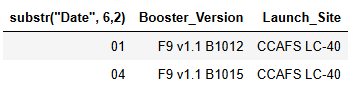 substr("Date", 6,2) Booster_Version Launch_Site
01 F9 v1.1 B1012 CCAFS LC-40
04 F9 v1.1 B1015 CCAFS LC-40